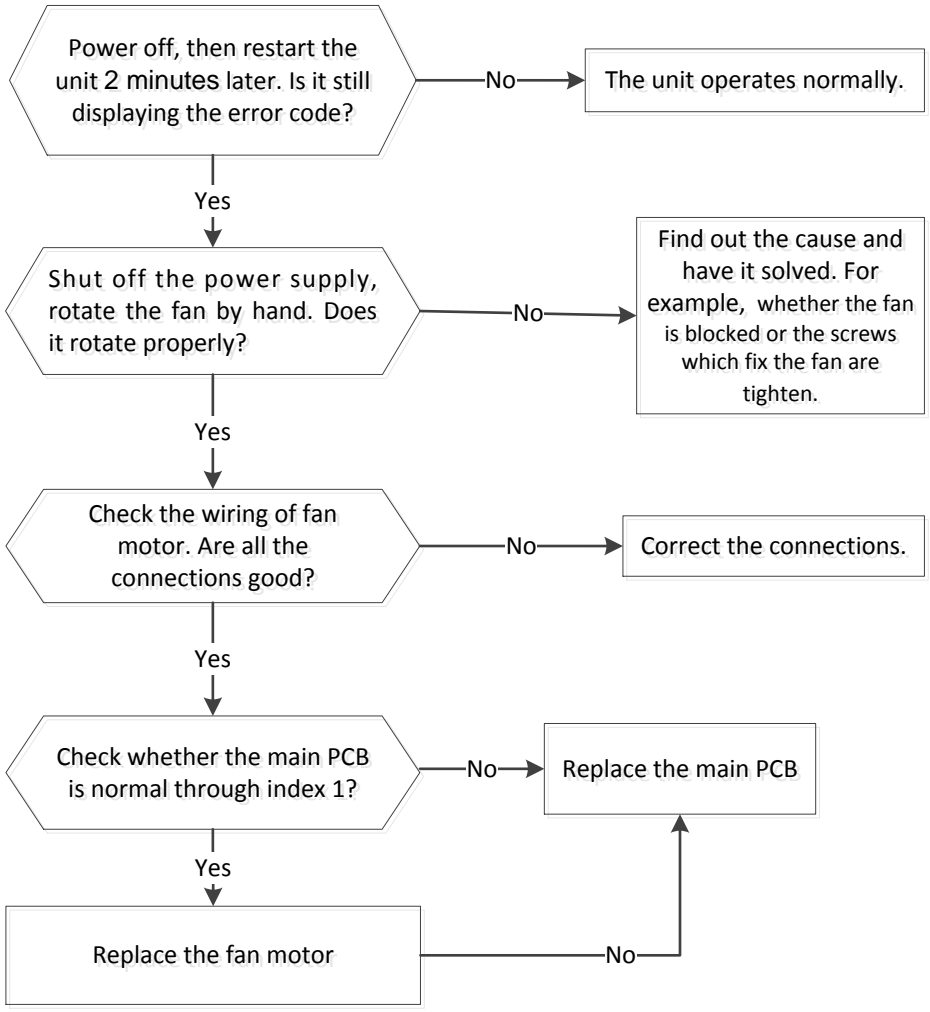 Power off, then restart the
unit 2 minutes later. Is it still
displaying the error code?
No
The unit operates normally.
Yes
Shut off the power supply,
rotate the fan by hand. Does
it rotate properly?
No
Find out the cause and
have it solved. For
example, whether the fan
is blocked or the screws
which fix the fan are
tighten.
Yes
Check the wiring of fan
motor. Are all the
connections good?
No
Correct the connections.
Yes
Check whether the main PCB
is normal through index 1?
No
Replace the main PCB
Yes
Replace the fan motor
No